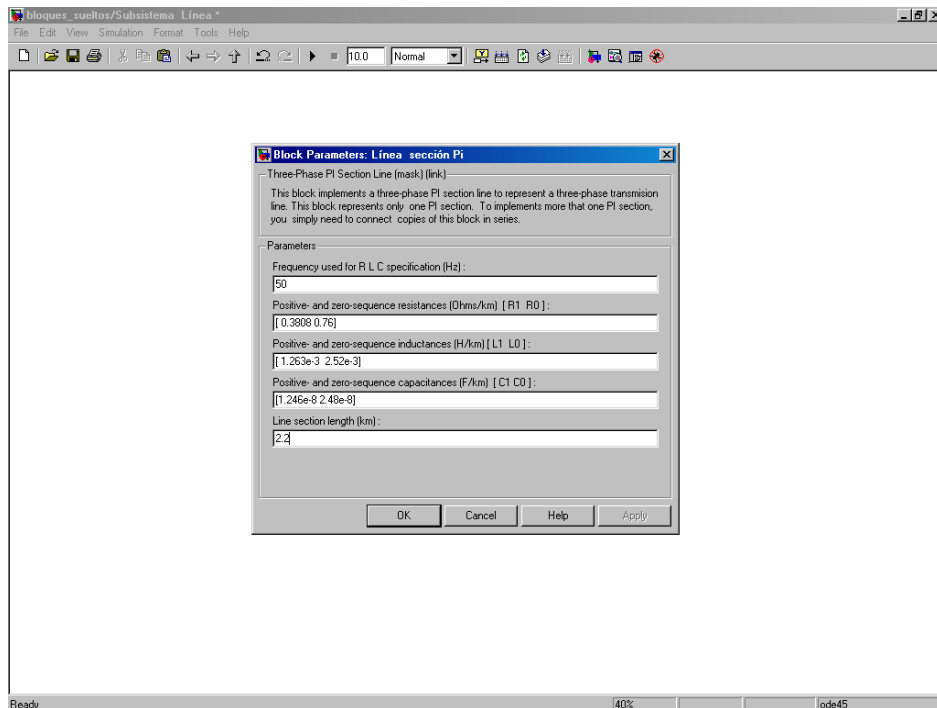 bloques_sueltos/Subsistema Línea *
File Edit View Simulation Format Tools Help
10.0 Normal
Block Parameters: Línea sección Pi
Three-Phase PI Section Line (mask) (link)
This block implements a three-phase PI section line to represent a three-phase transmision
line. This block represents only one PI section. To implements more that one PI section,
you simply need to connect copies of this block in series.
Parameters
Frequency used for R L C specification (Hz) :
50
Positive- and zero-sequence resistances (Ohms/km) [ R1 R0 ] :
[ 0.3808 0.76]
Positive- and zero-sequence inductances (H/km) [ L1 L0 ] :
[ 1.263e-3 2.52e-3]
Positive- and zero-sequence capacitances (F/km) [ C1 C0 ] :
[1.246e-8 2.48e-8]
Line section length (km) :
2.2
OK Cancel Help Apply
Ready 40% ode45